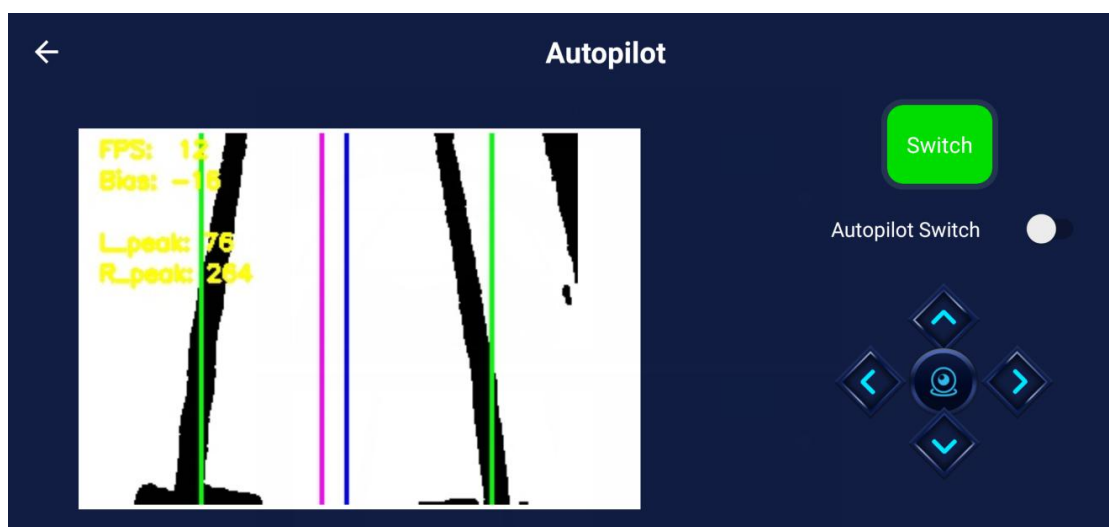 Autopilot
FPS: 12
Bias: -16
L_peak: 76
R_peak: 264
Switch
Autopilot Switch